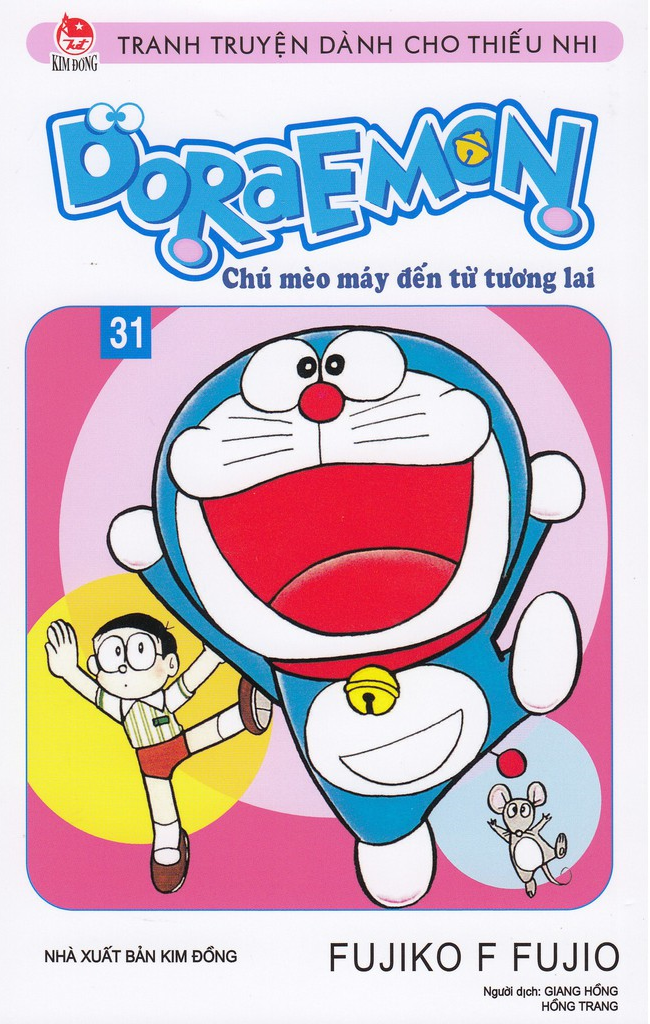 KIM ĐỒNG
TRANH TRUYỆN DÀNH CHO THIẾU NHI
DORAEMON
Chú mèo máy đến từ tương lai
31
NHÀ XUẤT BẢN KIM ĐỒNG
FUJIKO F FUJIO
Người dịch: GIANG HỒNG
HỒNG TRANG